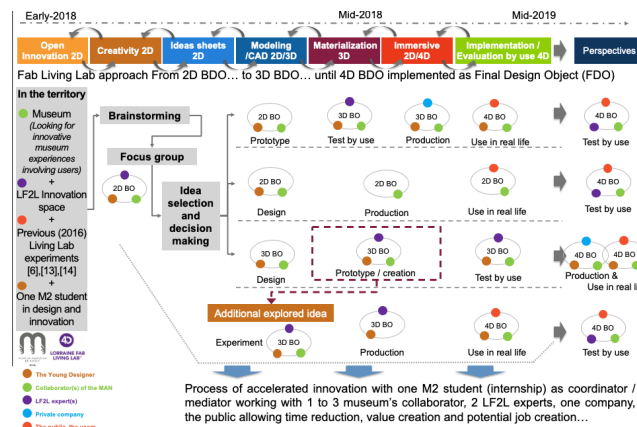 Early-2018
Mid-2018
Mid-2019
Open Innovation 2D
Creativity 2D
Ideas sheets 2D
Modeling /CAD 2D/3D
Materialization 3D
Immersive 2D/4D
Implementation / Evaluation by use 4D
Perspectives
Fab Living Lab approach From 2D BDO… to 3D BDO… until 4D BDO implemented as Final Design Object (FDO)
In the territory
Museum
(Looking for
innovative
museum
experiences
involving users)
+
LF2L Innovation
space
+
Previous (2016)
Living Lab
experiments
[6],[13],[14]
+
One M2 student
in design and
innovation
Brainstorming
Focus group
2D BO
Idea
selection
and
decision
making
2D BO
Prototype
3D BO
Test by use
3D BO
Production
4D BO
Use in real life
4D BO
Test by use
2D BO
Design
2D BO
Production
2D BO
Use in real life
4D BO
Test by use
3D BO
Design
3D BO
Prototype / creation
3D BO
Test by use
4D BO
4D BO
Production &
Use in real life
Additional explored idea
Experiment
3D BO
3D BO
Production
4D BO
Use in real life
4D BO
Test by use
4D
LORRAINE FAB
LIVING LAB
The Young Designer
Collaborator(s) of the MAN
LF2L expert(s)
Private company
The public, the users
Process of accelerated innovation with one M2 student (internship) as coordinator /
mediator working with 1 to 3 museum's collaborator, 2 LF2L experts, one company,
the public allowing time reduction, value creation and potential job creation…